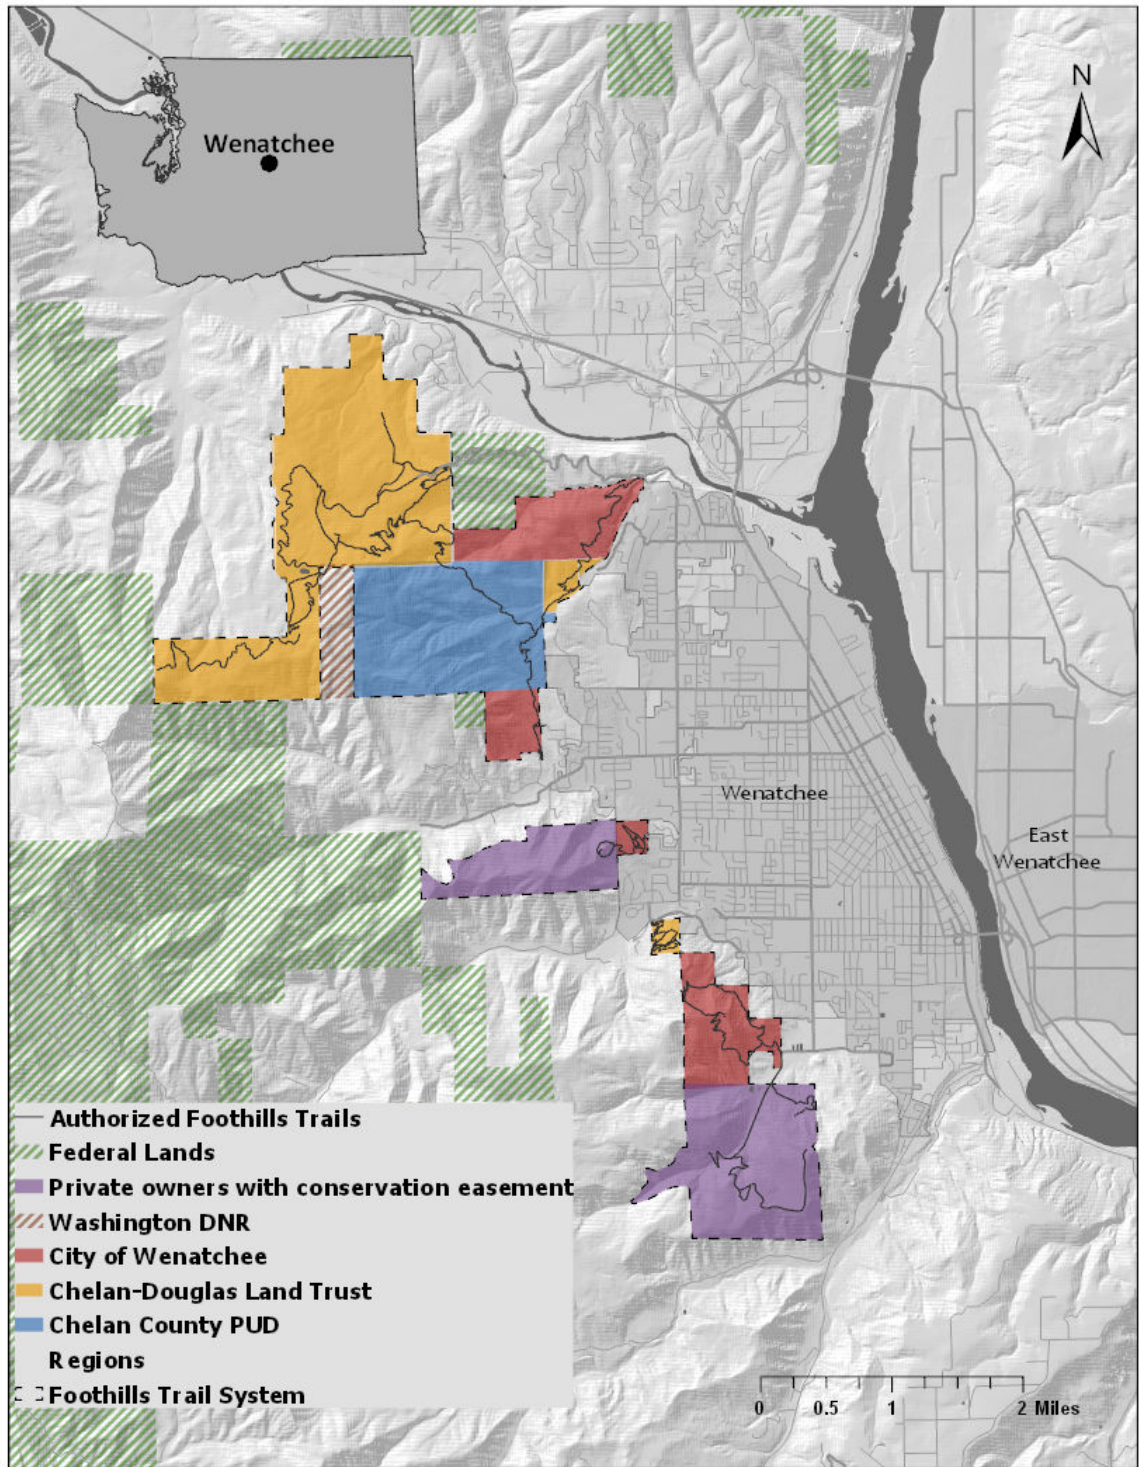 N
Wenatchee
Wenatchee
East
Wenatchee
Authorized Foothills Trails
Federal Lands
Private owners with conservation easement
Washington DNR
City of Wenatchee
Chelan-Douglas Land Trust
Chelan County PUD
Regions
Foothills Trail System
0 0.5 1 2 Miles